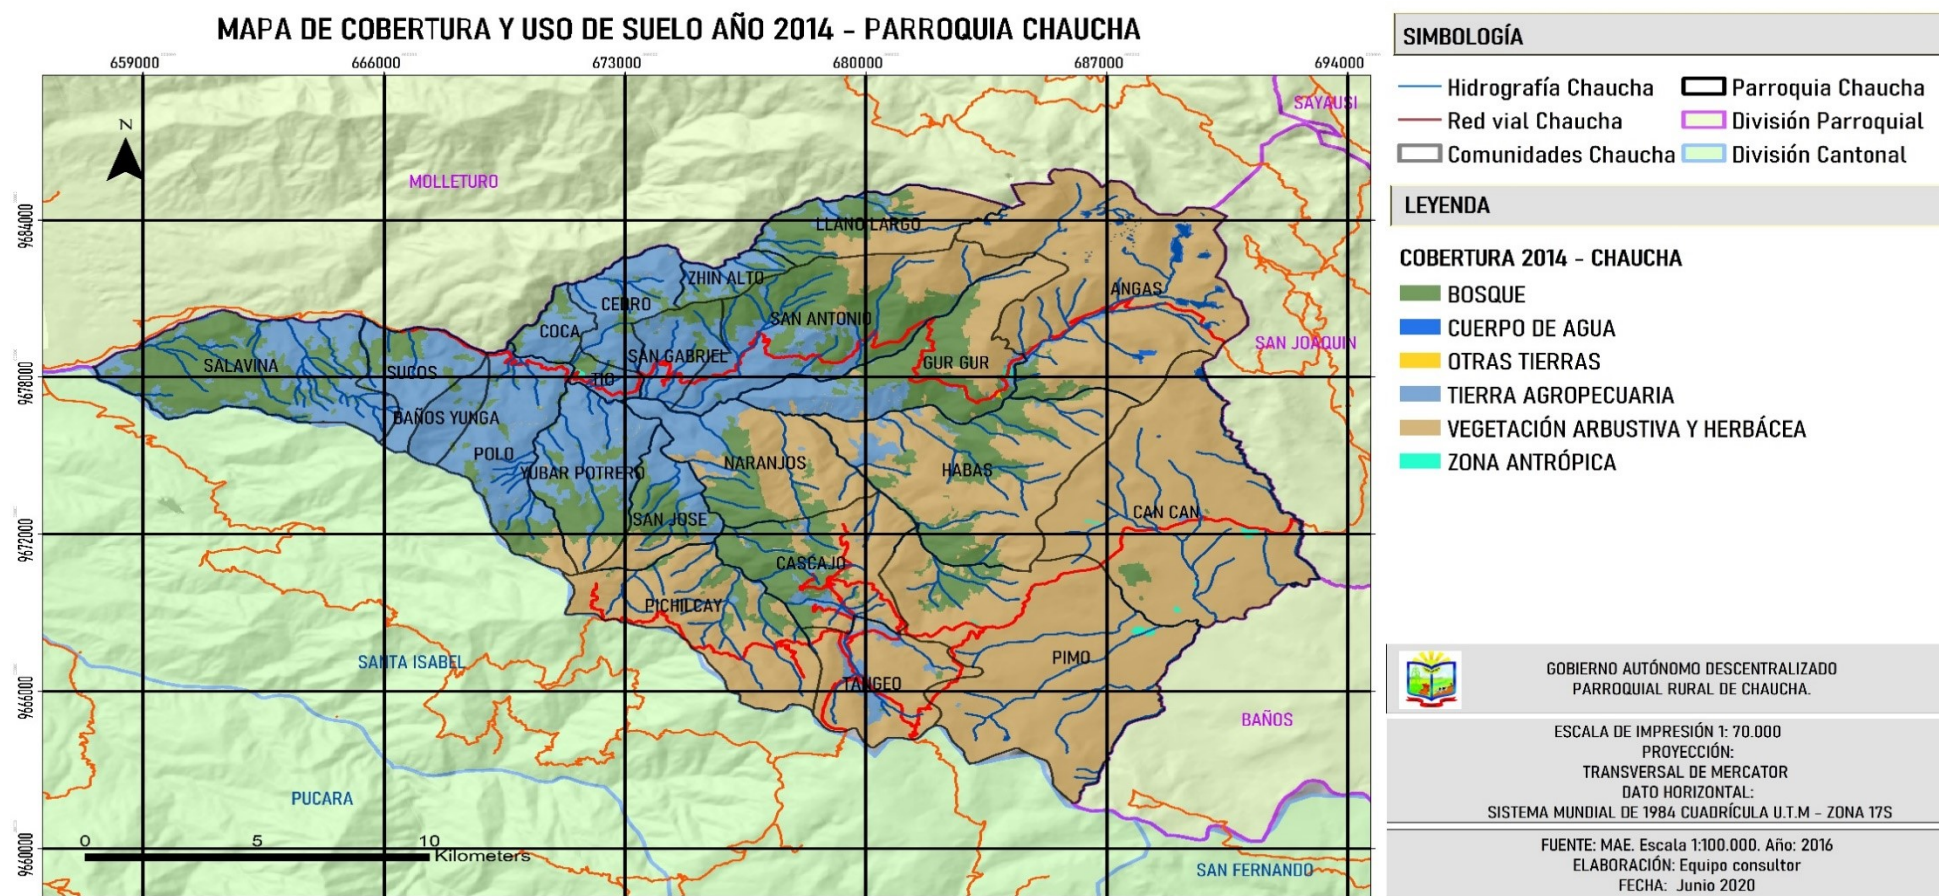 MAPA DE COBERTURA Y USO DE SUELO AÑO 2014 - PARROQUIA CHAUCHA
659000
666000
673000
680000
687000
694000
9684000
9678000
9672000
9666000
9660000
N
SAYAUSI
MOLLETURO
LLANO LARGO
ZHIN ALTO
ANGAS
CEDRO
SAN ANTONIO
COCA
SAN JOAQUIN
SAN GABRIEL
GUR GUR
SALAVINA
SUCOS
TIO
BAÑOS YUNGA
POLO
NARANJOS
YUBAR POTRERO
HABAS
SAN JOSE
CAN CAN
CASCAJO
PICHILCAY
SANTA ISABEL
PIMO
TANGEO
BAÑOS
PUCARA
SAN FERNANDO
0 5 10
Kilometers
SIMBOLOGÍA
Hidrografía Chaucha
Parroquia Chaucha
Red vial Chaucha
División Parroquial
Comunidades Chaucha
División Cantonal
LEYENDA
COBERTURA 2014 - CHAUCHA
BOSQUE
CUERPO DE AGUA
OTRAS TIERRAS
TIERRA AGROPECUARIA
VEGETACIÓN ARBUSTIVA Y HERBÁCEA
ZONA ANTRÓPICA
GOBIERNO AUTÓNOMO DESCENTRALIZADO
PARROQUIAL RURAL DE CHAUCHA.
ESCALA DE IMPRESIÓN 1: 70.000
PROYECCIÓN:
TRANSVERSAL DE MERCATOR
DATO HORIZONTAL:
SISTEMA MUNDIAL DE 1984 CUADRÍCULA U.T.M - ZONA 17S
FUENTE: MAE. Escala 1:100.000. Año: 2016
ELABORACIÓN: Equipo consultor
FECHA: Junio 2020